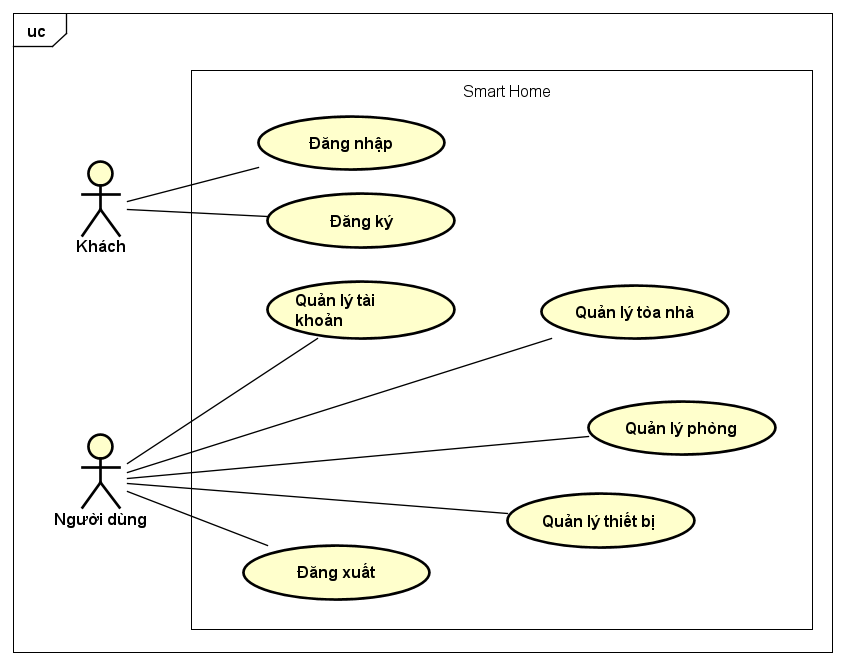 uc
Smart Home
Đăng nhập
Đăng ký
Khách
Quản lý tài
khoản
Quản lý tòa nhà
Quản lý phòng
Người dùng
Quản lý thiết bị
Đăng xuất